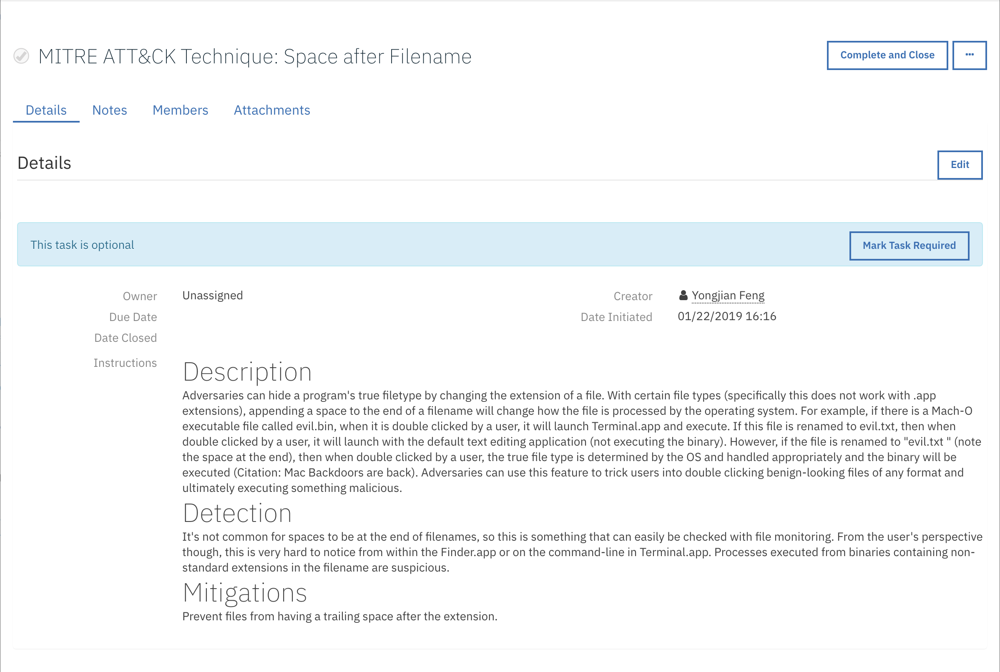 MITRE ATT&CK Technique: Space after Filename
Complete and Close
...
Details Notes Members Attachments
Details
Edit
This task is optional
Mark Task Required
Owner Unassigned
Creator Yongjian Feng
Due Date
Date Initiated 01/22/2019 16:16
Date Closed
Instructions
Description
Adversaries can hide a program's true filetype by changing the extension of a file. With certain file types (specifically this does not work with .app
extensions), appending a space to the end of a filename will change how the file is processed by the operating system. For example, if there is a Mach-O
executable file called evil.bin, when it is double clicked by a user, it will launch Terminal.app and execute. If this file is renamed to evil.txt, then when
double clicked by a user, it will launch with the default text editing application (not executing the binary). However, if the file is renamed to "evil.txt " (note
the space at the end), then when double clicked by a user, the true file type is determined by the OS and handled appropriately and the binary will be
executed (Citation: Mac Backdoors are back). Adversaries can use this feature to trick users into double clicking benign-looking files of any format and
ultimately executing something malicious.
Detection
It's not common for spaces to be at the end of filenames, so this is something that can easily be checked with file monitoring. From the user's perspective
though, this is very hard to notice from within the Finder.app or on the command-line in Terminal.app. Processes executed from binaries containing non-
standard extensions in the filename are suspicious.
Mitigations
Prevent files from having a trailing space after the extension.